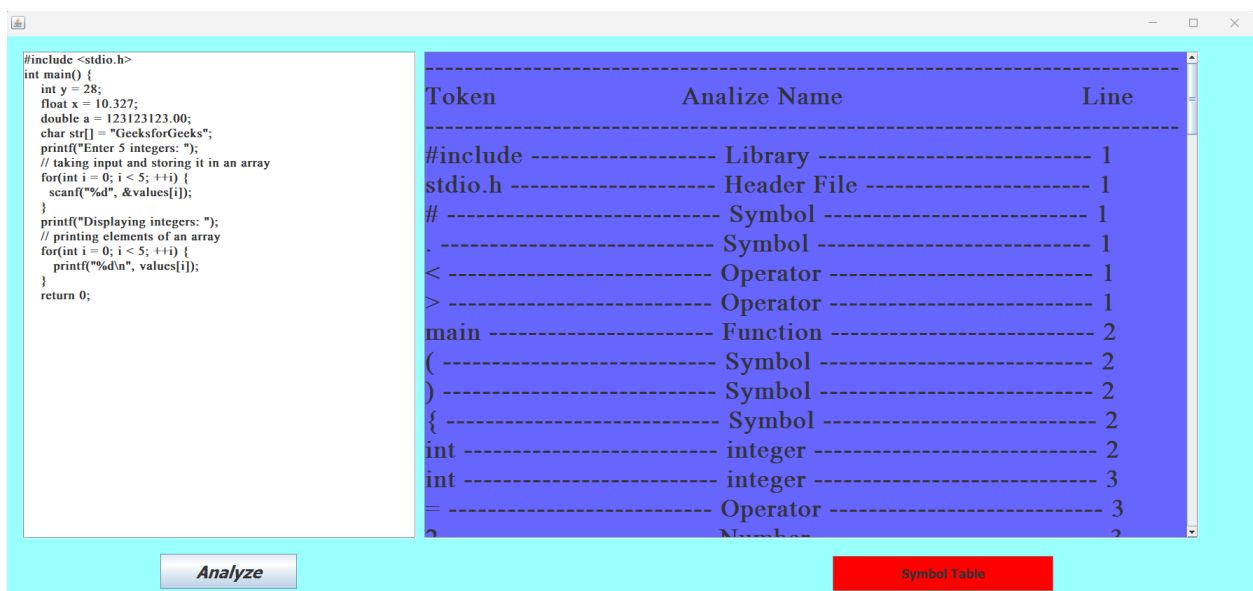 #include <stdio.h>
int main() {
int y = 28;
float x = 10.327;
double a = 123123123.00;
char str[] = "GeeksforGeeks";
printf("Enter 5 integers: ");
// taking input and storing it in an array
for(int i = 0; i < 5; ++i) {
scanf("%d", &values[i]);
}
printf("Displaying integers: ");
// printing elements of an array
for(int i = 0; i < 5; ++i) {
printf("%d\n", values[i]);
}
return 0;
Token Analize Name Line
#include -------------------- Library ----------------------------- 1
stdio.h ---------------------- Header File ------------------------ 1
# ----------------------------- Symbol ---------------------------- 1
. ----------------------------- Symbol ---------------------------- 1
< ---------------------------- Operator ---------------------------- 1
> ---------------------------- Operator ---------------------------- 1
main ------------------------ Function ---------------------------- 2
( ----------------------------- Symbol ----------------------------- 2
) ----------------------------- Symbol ----------------------------- 2
{ ----------------------------- Symbol ----------------------------- 2
int --------------------------- integer ------------------------------ 2
int --------------------------- integer ------------------------------ 3
= ---------------------------- Operator ----------------------------- 3
Analyze
Symbol Table